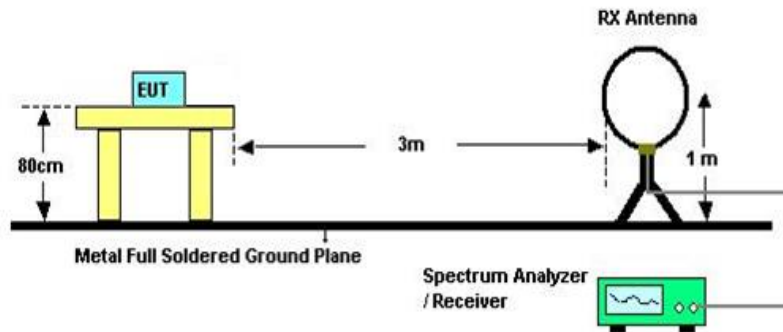 RX Antenna
EUT
80cm
3m
1 m
Metal Full Soldered Ground Plane
Spectrum Analyzer
/ Receiver